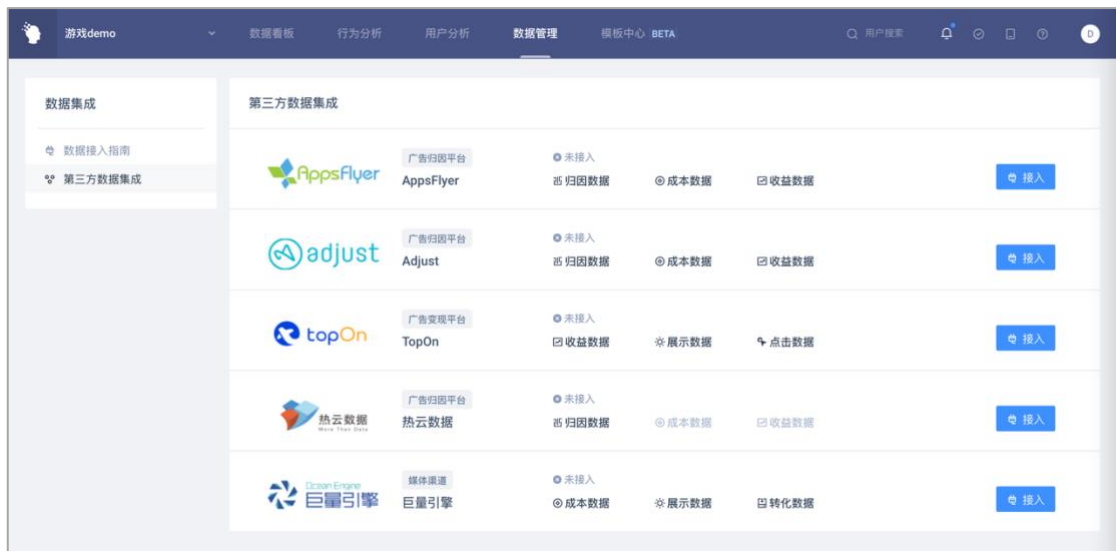 游戏demo 数据看板 行为分析 用户分析 数据管理 模板中心 BETA 用户搜索 D
数据集成
数据接入指南
第三方数据集成
第三方数据集成
AppsFlyer 广告归因平台 未接入
AppsFlyer 归因数据 成本数据 收益数据 接入
adjust 广告归因平台 未接入
Adjust 归因数据 成本数据 收益数据 接入
topOn 广告变现平台 未接入
TopOn 收益数据 展示数据 点击数据 接入
热云数据 广告归因平台 未接入
More Than Data 热云数据 归因数据 成本数据 收益数据 接入
Ocean Engine 媒体渠道 未接入
巨量引擎 巨量引擎 成本数据 展示数据 转化数据 接入